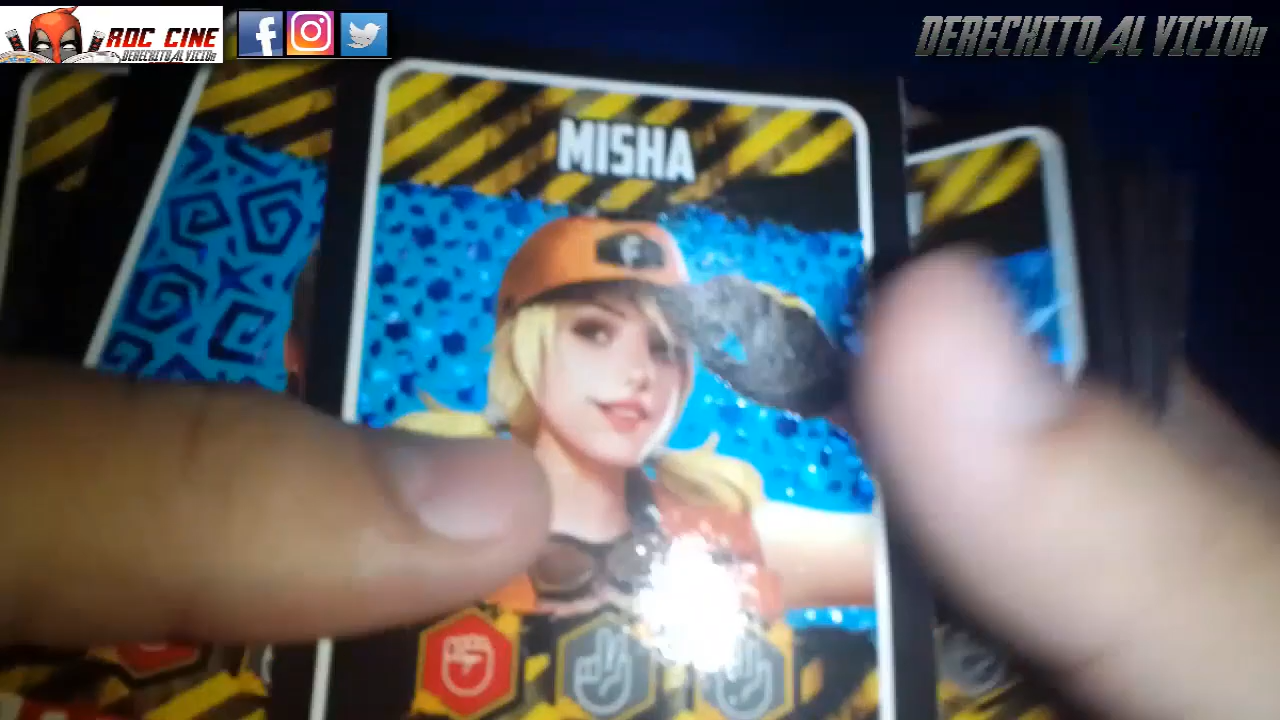 ROC CINE
DERECHITO AL VICIO!!
DERECHITO AL VICIO!!
MISHA
F